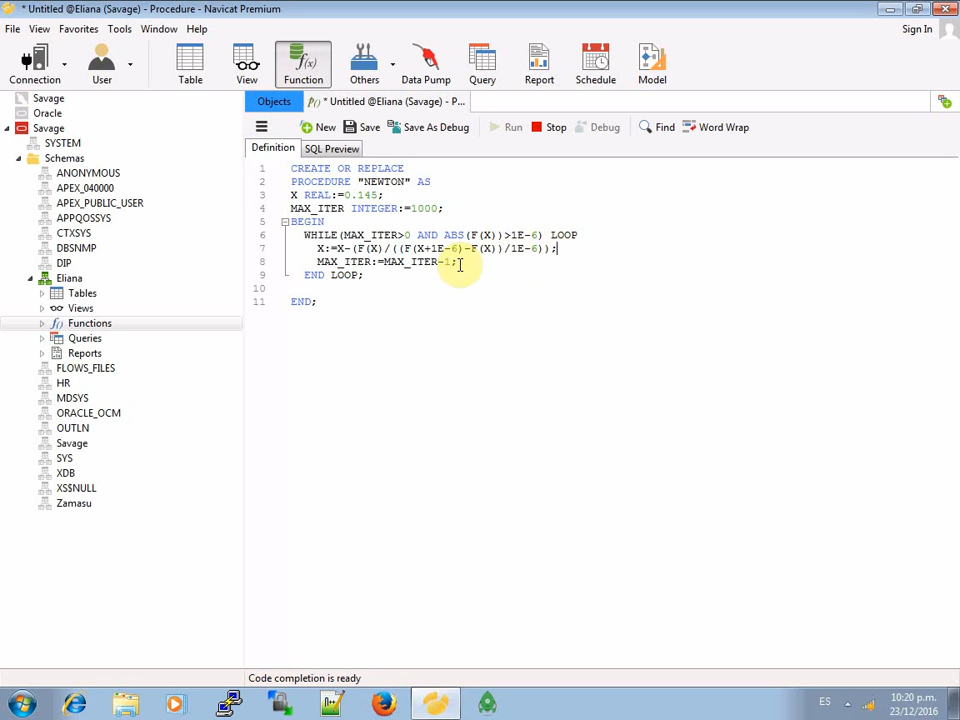 * Untitled @Eliana (Savage) - Procedure - Navicat Premium
File View Favorites Tools Window Help
Sign In
Connection User Table View Function Others Data Pump Query Report Schedule Model
Savage
Oracle
Savage
SYSTEM
Schemas
ANONYMOUS
APEX_040000
APEX_PUBLIC_USER
APPQOSSYS
CTXSYS
DBSNMP
DIP
Eliana
Tables
Views
Functions
Queries
Reports
FLOWS_FILES
HR
MDSYS
ORACLE_OCM
OUTLN
Savage
SYS
XDB
XS$NULL
Zamasu
Objects * Untitled @Eliana (Savage) - P...
New Save Save As Debug Run Stop Debug Find Word Wrap
Definition SQL Preview
1 CREATE OR REPLACE
2 PROCEDURE "NEWTON" AS
3 X REAL:=0.145;
4 MAX_ITER INTEGER:=1000;
5 BEGIN
6 WHILE(MAX_ITER>0 AND ABS(F(X))>1E-6) LOOP
7 X:=X-(F(X)/((F(X+1E-6)-F(X))/1E-6));
8 MAX_ITER:=MAX_ITER-1;
9 END LOOP;
10
11 END;
Code completion is ready
ES
10:20 p.m.
23/12/2016